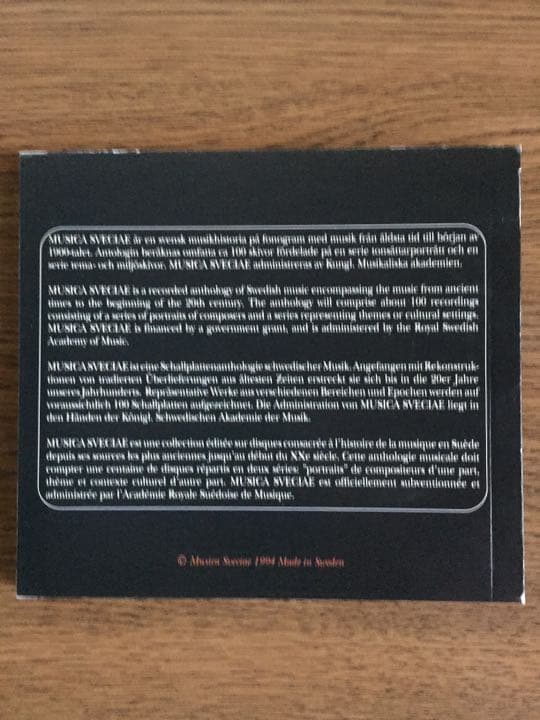 MUSICA SVECIAE är en svensk musikhistoria på fonogram med musik från äldsta tid till början av
1900-talet. Antologin beräknas omfatta ca 100 skivor fördelade på en serie tonsättarporträtt och en
serie tema- och miljöskivor. MUSICA SVECIAE administreras av Kungl. Musikaliska akademien.
MUSICA SVECIAE is a recorded anthology of Swedish music encompassing the music from ancient
times to the beginning of the 20th century. The anthology will comprise about 100 recordings
consisting of a series of portraits of composers and a series representing themes or cultural settings.
MUSICA SVECIAE is financed by a government grant, and is administered by the Royal Swedish
Academy of Music.
MUSICA SVECIAE ist eine Schallplattenanthologie schwedischer Musik. Angefangen mit Rekonstruk-
tionen von tradierten Überlieferungen aus ältesten Zeiten erstreckt sie sich bis in die 20er Jahre
unsers Jahrhunderts. Repräsentative Werke aus verschiedenen Bereichen und Epochen werden auf
voraussichtlich 100 Schallplatten aufgezeichnet. Die Administration von MUSICA SVECIAE liegt in
den Händen der Königl. Schwedischen Akademie der Musik.
MUSICA SVECIAE est une collection éditée sur disques consacrée à l'histoire de la musique en Suède
depuis ses sources les plus anciennes jusqu'au début du XXe siècle. Cette anthologie musicale doit
compter une centaine de disques répartis en deux séries: "portraits" de compositeurs d'une part,
thème et contexte culturel d'autre part. MUSICA SVECIAE est officiellement subventionnée et
administrée par l'Académie Royale Suédoise de Musique.
© Musica Sveciae 1994 Made in Sweden